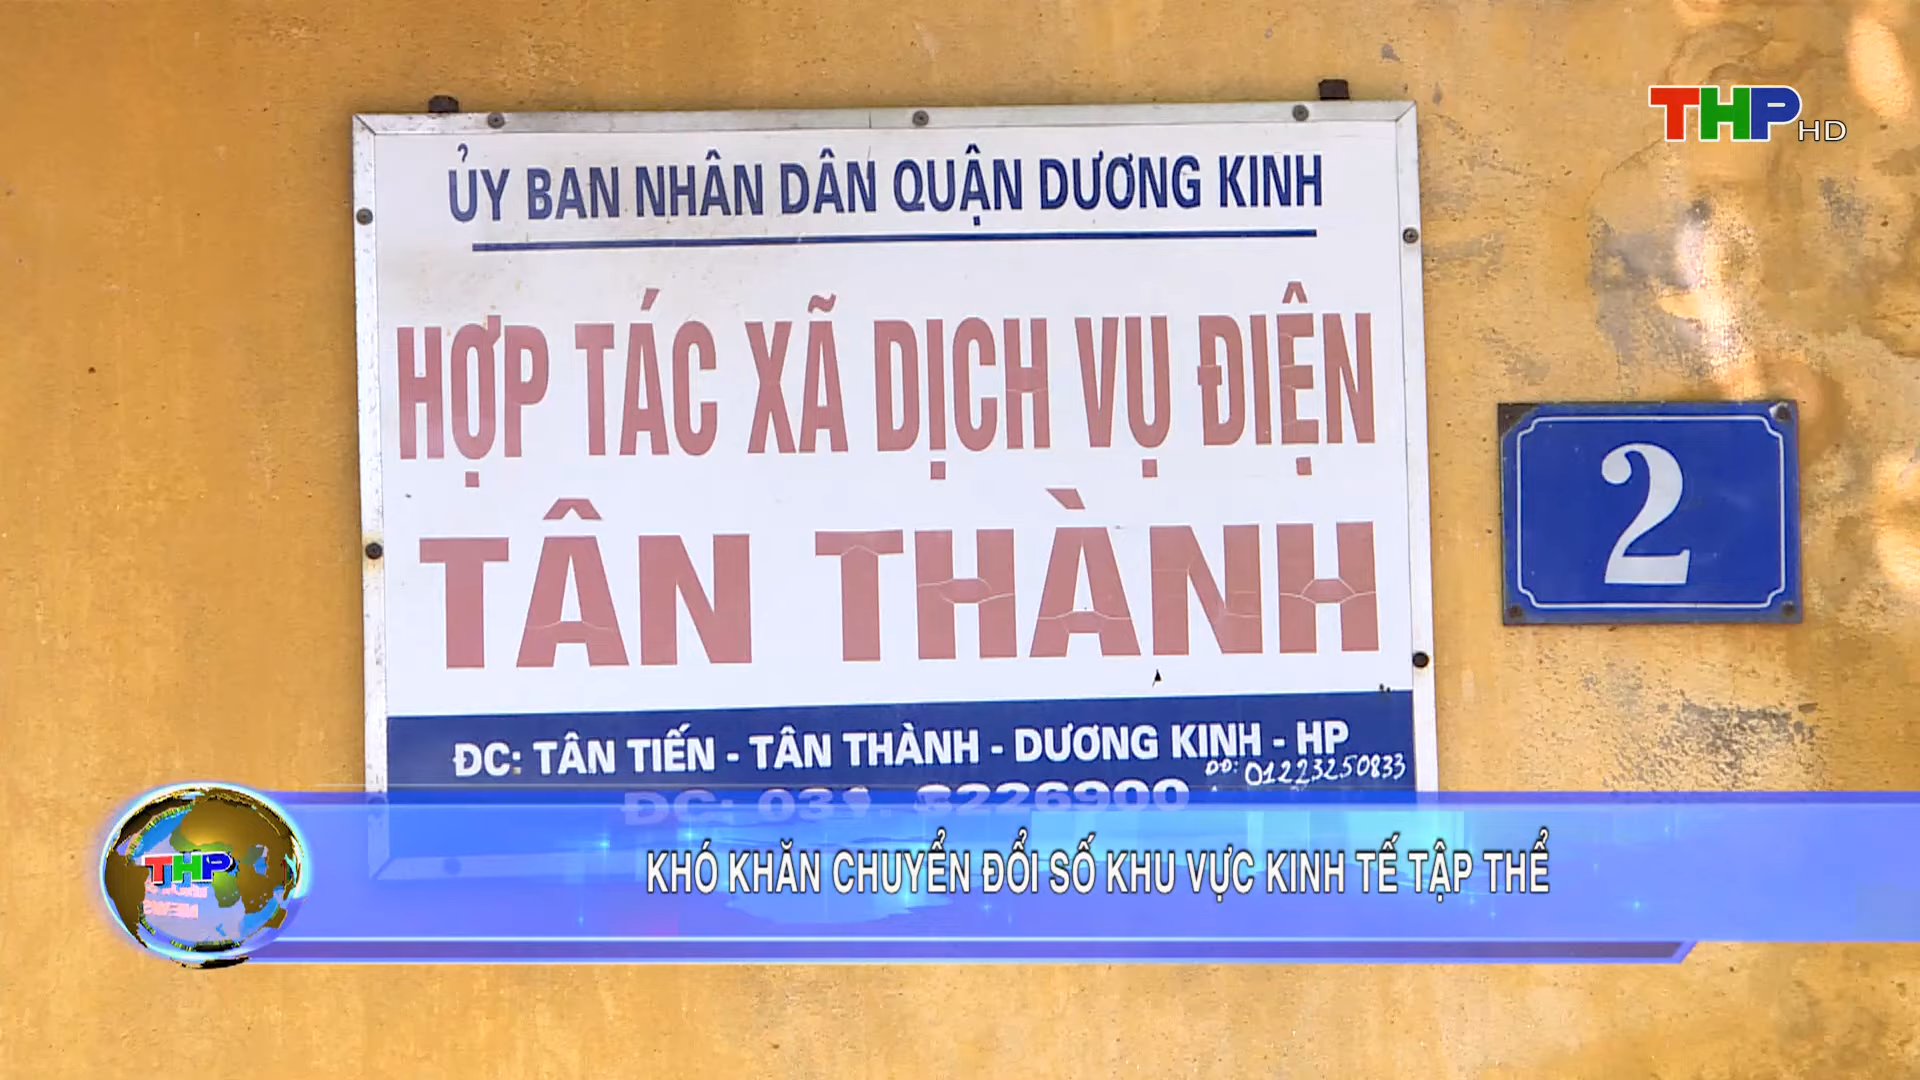 THP HD
ỦY BAN NHÂN DÂN QUẬN DƯƠNG KINH
HỢP TÁC XÃ DỊCH VỤ ĐIỆN
TÂN THÀNH
2
ĐC: TÂN TIẾN - TÂN THÀNH - DƯƠNG KINH - HP
DĐ: 01223250833
THP
KHÓ KHĂN CHUYỂN ĐỔI SỐ KHU VỰC KINH TẾ TẬP THỂ